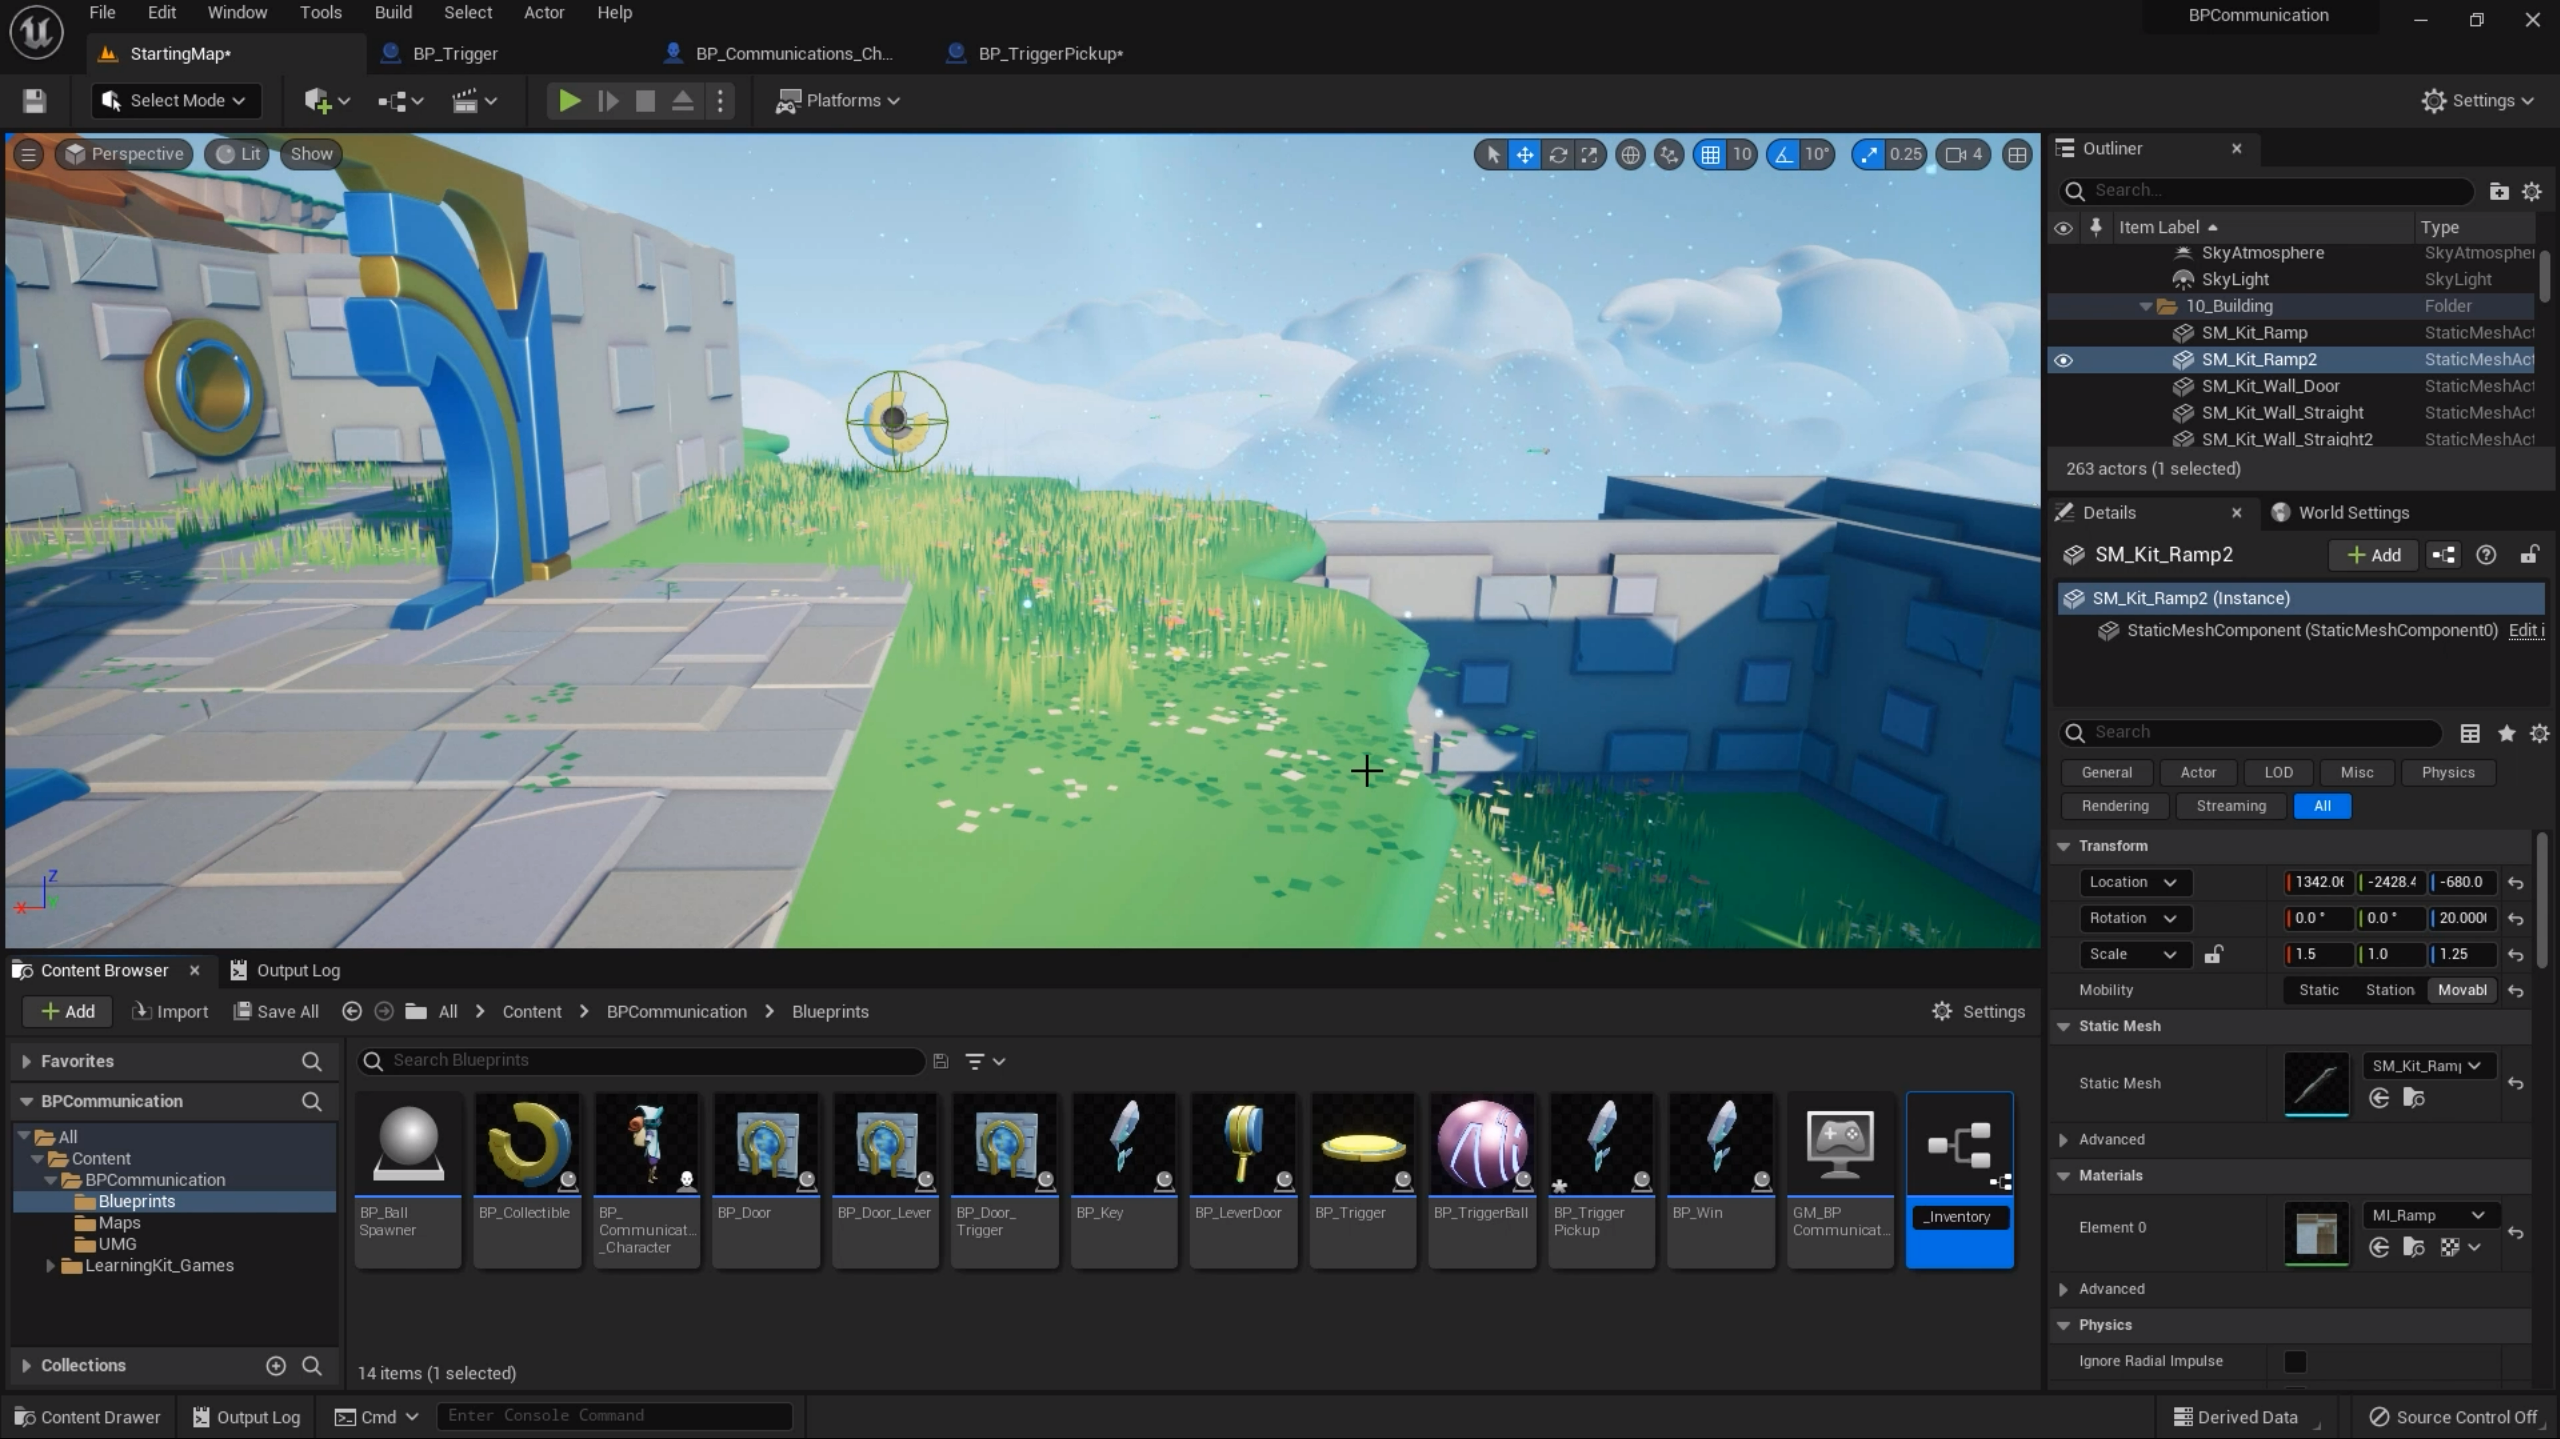 File Edit Window Tools Build Select Actor Help
BPCommunication
StartingMap*
BP_Trigger
BP_Communications_Ch...
BP_TriggerPickup*
Select Mode
Platforms
Settings
Perspective
Lit
Show
10
10°
0.25
4
Outliner
Search...
Item Label
Type
SkyAtmosphere
SkyAtmospher
SkyLight
SkyLight
10_Building
Folder
SM_Kit_Ramp
StaticMeshAct
SM_Kit_Ramp2
StaticMeshAct
SM_Kit_Wall_Door
StaticMeshAct
SM_Kit_Wall_Straight
StaticMeshAct
SM_Kit_Wall_Straight2
StaticMeshAct
263 actors (1 selected)
Details
World Settings
SM_Kit_Ramp2
Add
SM_Kit_Ramp2 (Instance)
StaticMeshComponent (StaticMeshComponent0)
Edit i
Search
General
Actor
LOD
Misc
Physics
Rendering
Streaming
All
Transform
Location
1342.06
-2428.4
-680.0
Rotation
0.0 °
0.0 °
20.000
Scale
1.5
1.0
1.25
Mobility
Static
Station
Movabl
Static Mesh
Static Mesh
SM_Kit_Ram
Advanced
Materials
Element 0
MI_Ramp
Advanced
Physics
Ignore Radial Impulse
Z
X
Y
Content Browser
Output Log
Add
Import
Save All
All
Content
BPCommunication
Blueprints
Settings
Favorites
BPCommunication
All
Content
BPCommunication
Blueprints
Maps
UMG
LearningKit_Games
Collections
Search Blueprints
BP_Ball
Spawner
BP_Collectible
BP_
Communicat...
_Character
BP_Door
BP_Door_Lever
BP_Door_
Trigger
BP_Key
BP_LeverDoor
BP_Trigger
BP_TriggerBall
BP_Trigger
Pickup
BP_Win
GM_BP
Communicat...
_Inventory
14 items (1 selected)
Content Drawer
Output Log
Cmd
Enter Console Command
Derived Data
Source Control Off